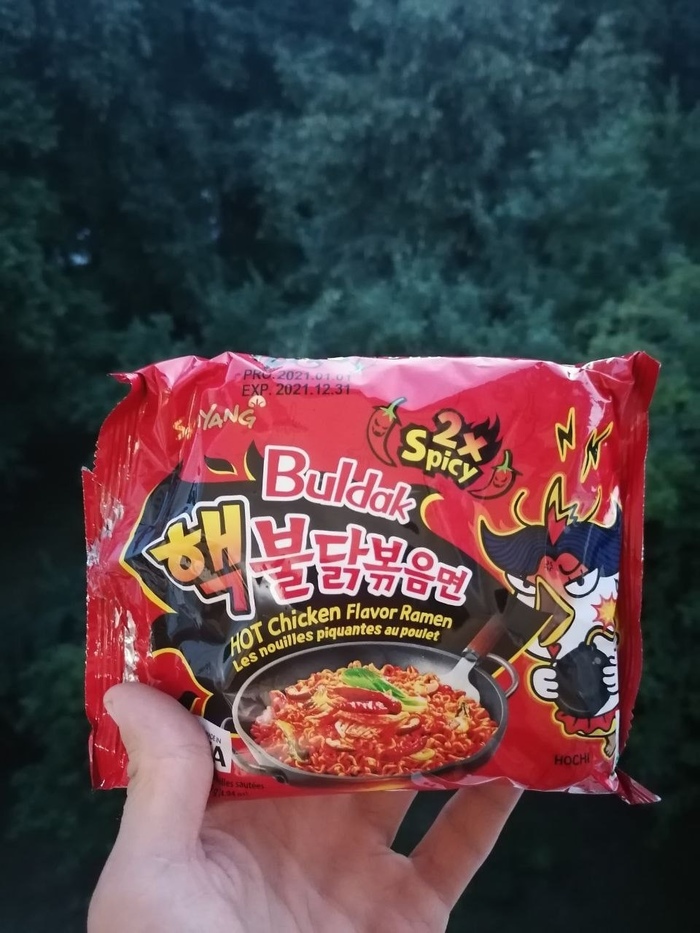 EXP. 2021.12.31
SAMYANG
2x
Spicy
Buldak
핵불닭볶음면
HOT Chicken Flavor Ramen
Les nouilles piquantes au poulet
HOCHI